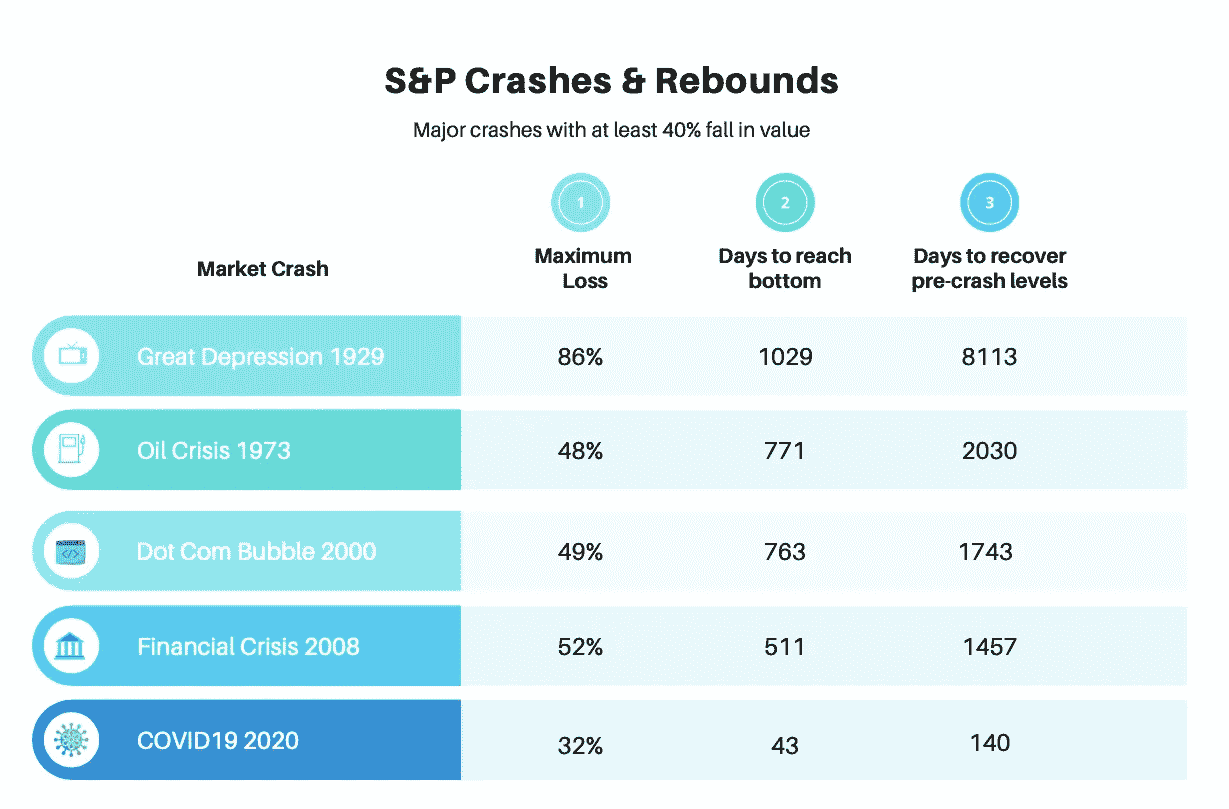 S&P Crashes & Rebounds
Major crashes with at least 40% fall in value
1 2 3
Market Crash
Maximum
Loss
Days to reach
bottom
Days to recover
pre-crash levels
Great Depression 1929 86% 1029 8113
Oil Crisis 1973 48% 771 2030
</> Dot Com Bubble 2000 49% 763 1743
Financial Crisis 2008 52% 511 1457
COVID19 2020 32% 43 140